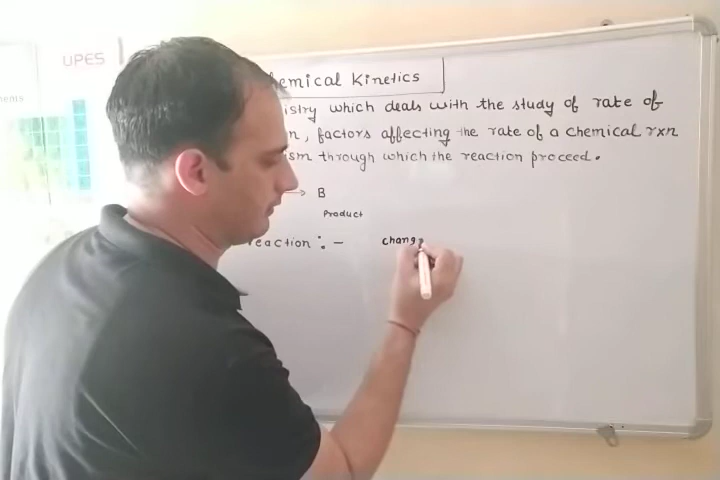 UPES
hemical Kinetics
istry which deals with the study of rate of
n, factors affecting the rate of a chemical rxn
ism through which the reaction proceed.
B
Product
reaction :- chang